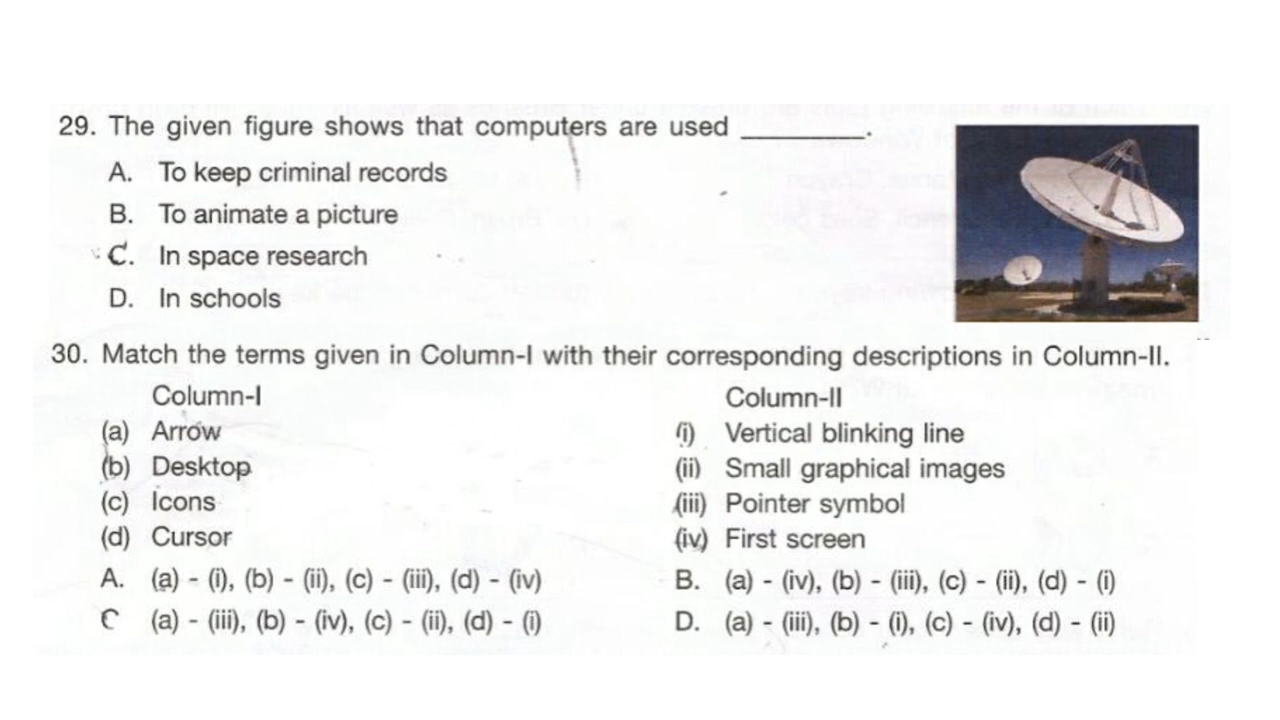 29. The given figure shows that computers are used ________.
A. To keep criminal records
B. To animate a picture
C. In space research
D. In schools
30. Match the terms given in Column-I with their corresponding descriptions in Column-II.
Column-I Column-II
(a) Arrow (i) Vertical blinking line
(b) Desktop (ii) Small graphical images
(c) Icons (iii) Pointer symbol
(d) Cursor (iv) First screen
A. (a) - (i), (b) - (ii), (c) - (iii), (d) - (iv) B. (a) - (iv), (b) - (iii), (c) - (ii), (d) - (i)
C (a) - (iii), (b) - (iv), (c) - (ii), (d) - (i) D. (a) - (iii), (b) - (i), (c) - (iv), (d) - (ii)